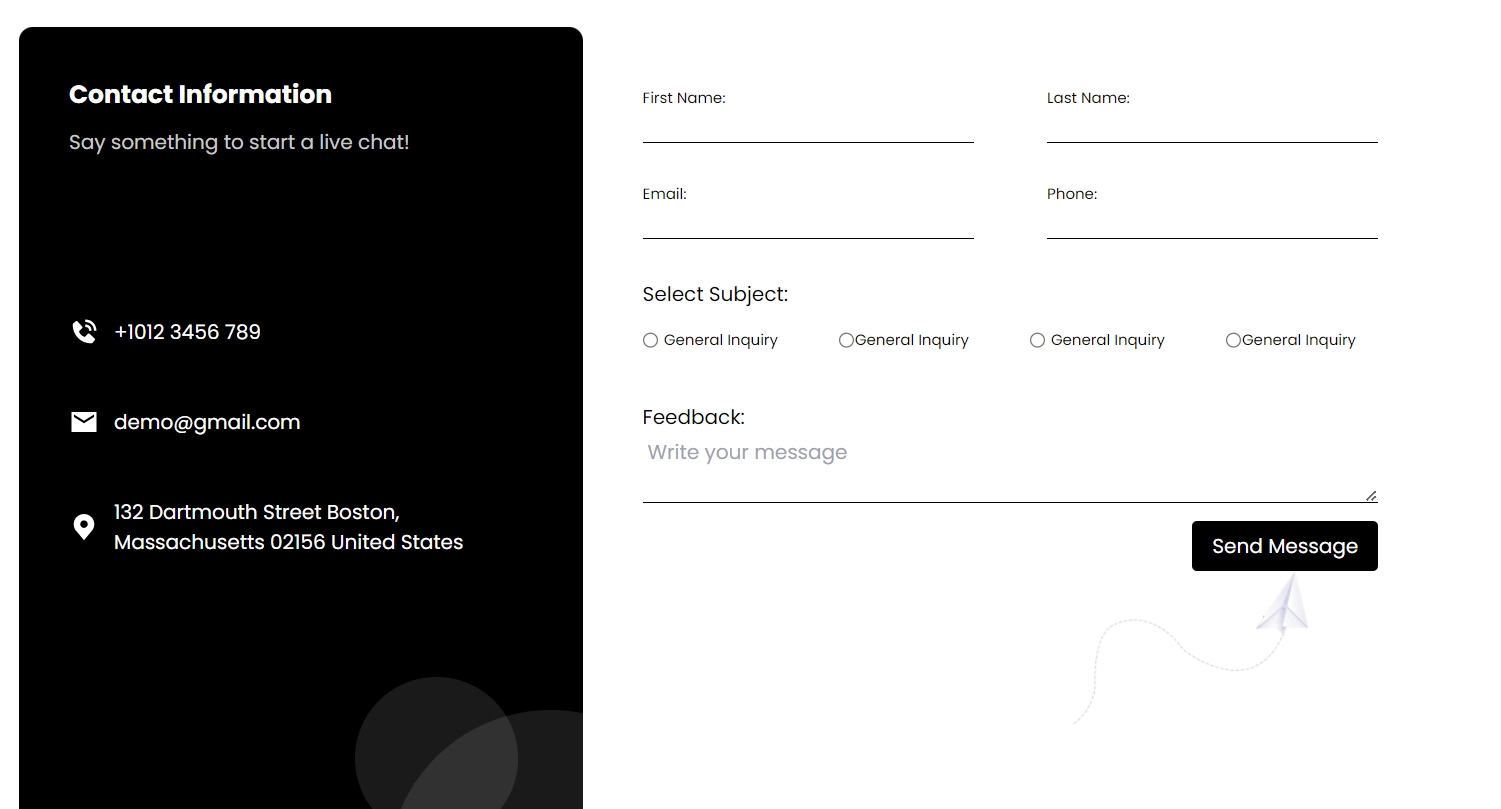 Contact Information
Say something to start a live chat!
+1012 3456 789
demo@gmail.com
132 Dartmouth Street Boston,
Massachusetts 02156 United States
First Name:
Last Name:
Email:
Phone:
Select Subject:
General Inquiry
General Inquiry
General Inquiry
General Inquiry
Feedback:
Write your message
Send Message